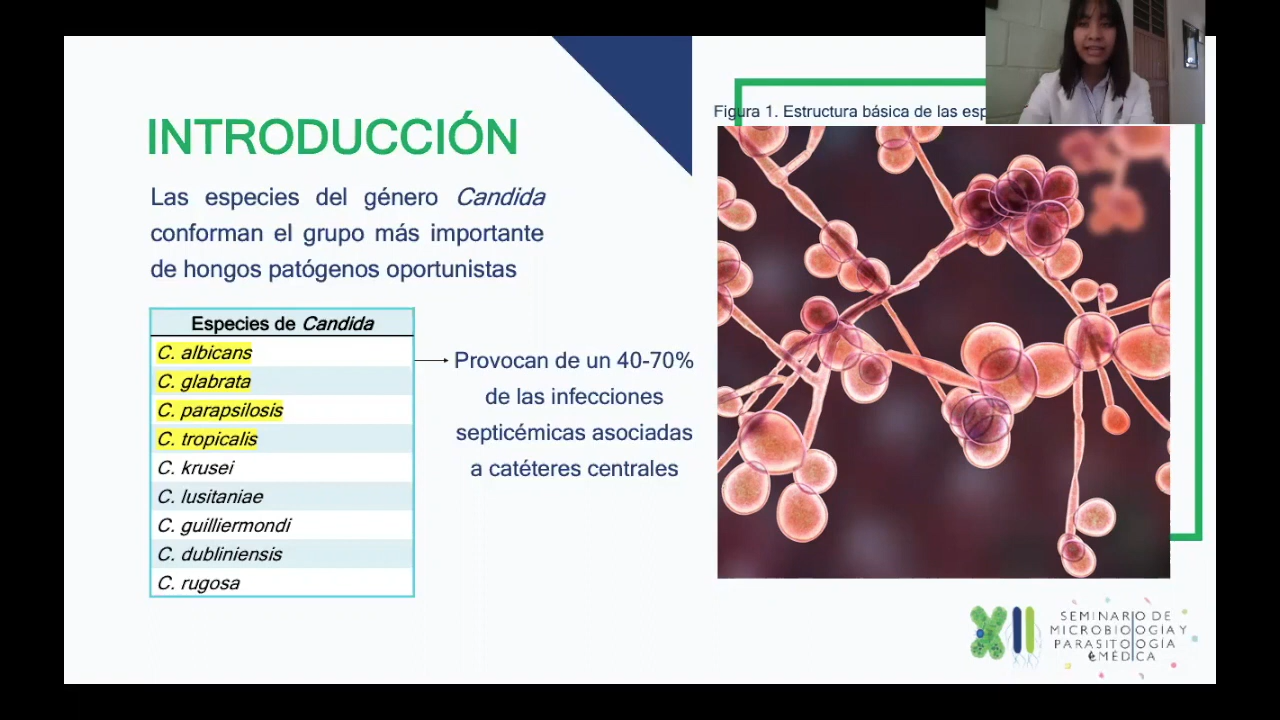 INTRODUCCIÓN
Las especies del género Candida
conforman el grupo más importante
de hongos patógenos oportunistas
Especies de Candida
C. albicans
C. glabrata
C. parapsilosis
C. tropicalis
C. krusei
C. lusitaniae
C. guilliermondi
C. dubliniensis
C. rugosa
Provocan de un 40-70%
de las infecciones
septicémicas asociadas
a catéteres centrales
Figura 1. Estructura básica de las
XII
SEMINARIO DE
MICROBIOLOGÍA Y
PARASITOLOGÍA
MÉDICA